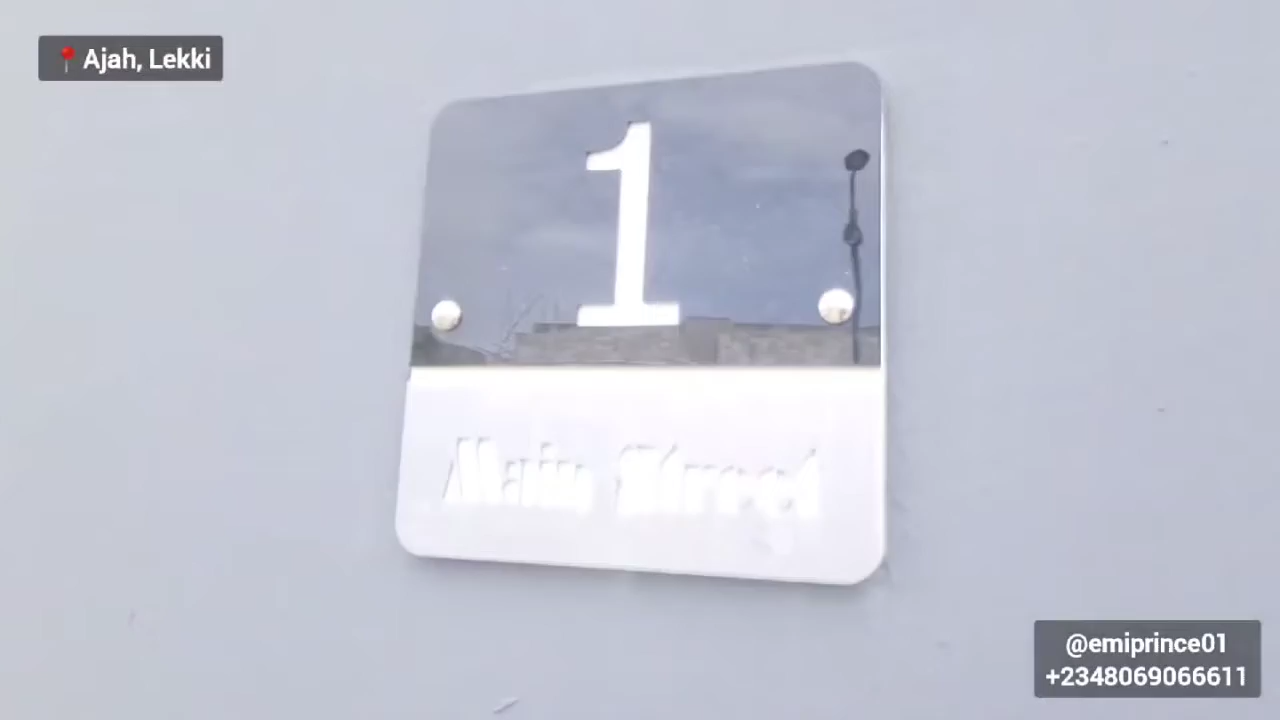 Ajah, Lekki
1
Main Street
@emiprince01
+2348069066611